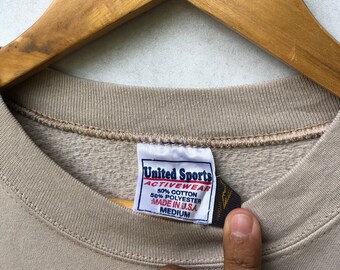 United Sports
ACTIVEWEAR
50% COTTON
50% POLYESTER
MADE IN U.S.A
MEDIUM